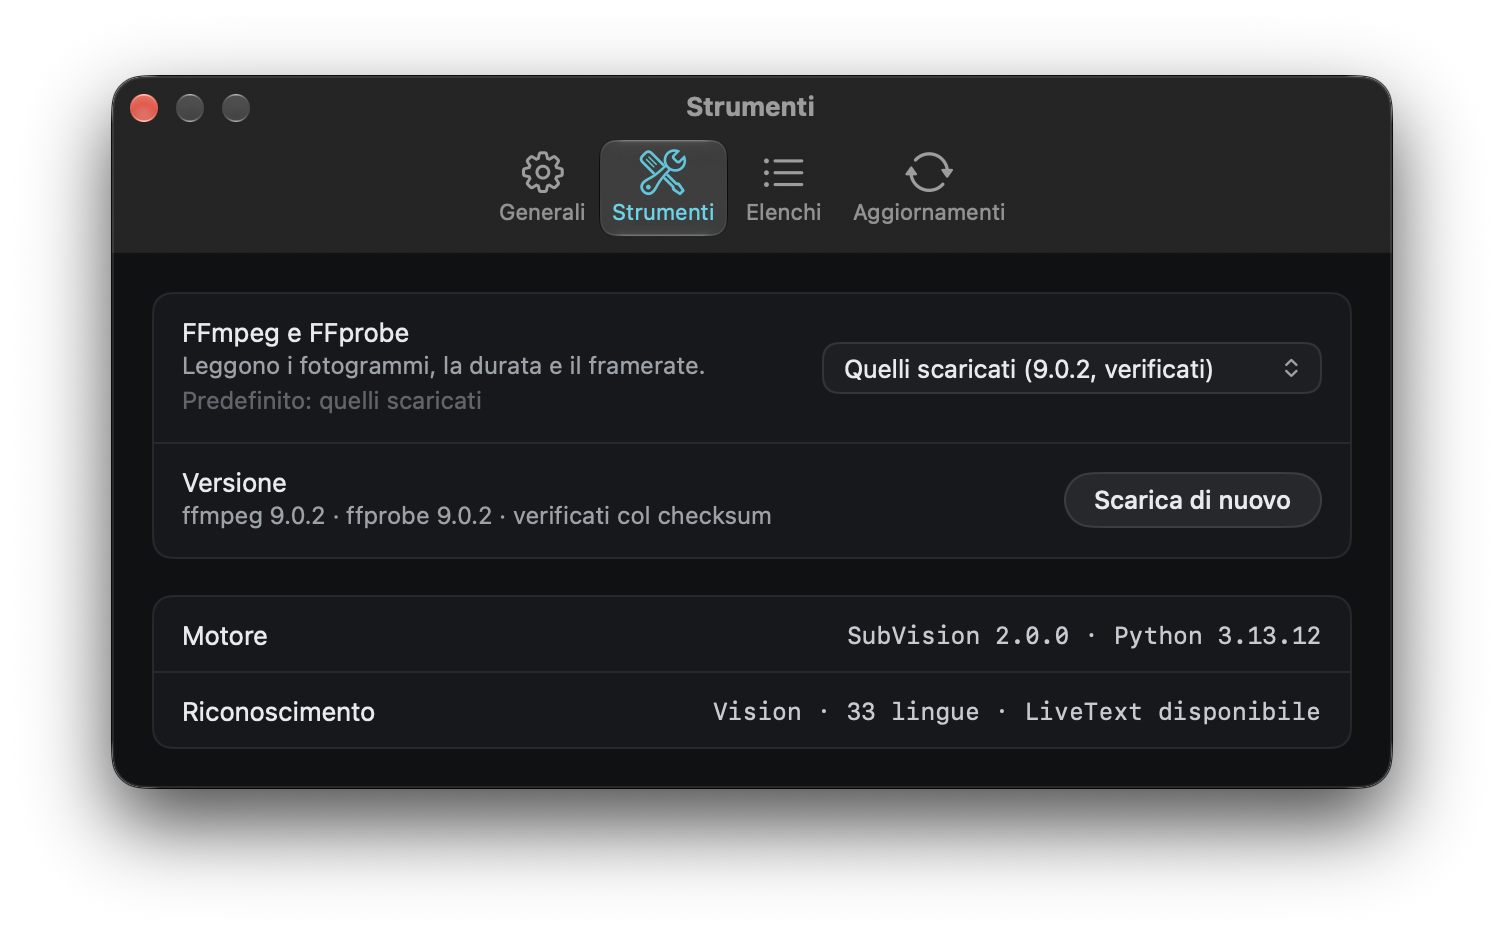 Strumenti
Generali
Strumenti
Elenchi
Aggiornamenti
FFmpeg e FFprobe
Leggono i fotogrammi, la durata e il framerate.
Predefinito: quelli scaricati
Quelli scaricati (9.0.2, verificati)
Versione
ffmpeg 9.0.2 · ffprobe 9.0.2 · verificati col checksum
Scarica di nuovo
Motore
SubVision 2.0.0 · Python 3.13.12
Riconoscimento
Vision · 33 lingue · LiveText disponibile